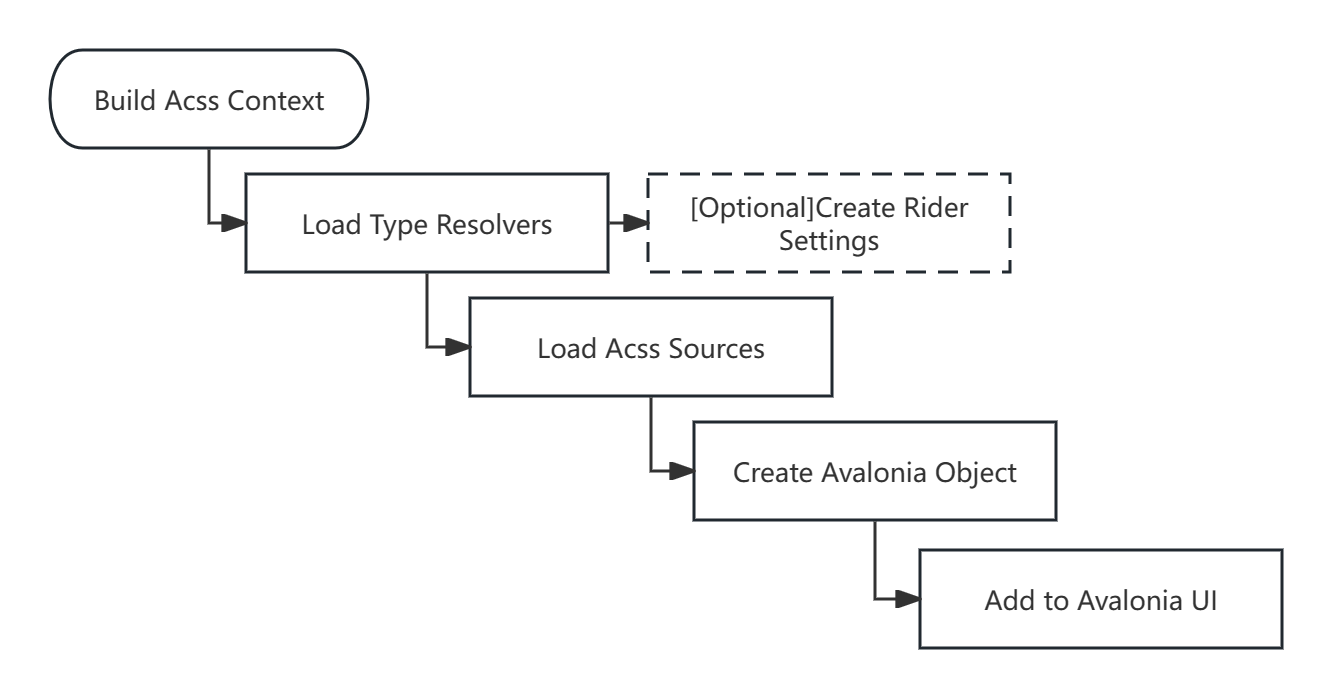 Build Acss Context
Load Type Resolvers
[Optional]Create Rider
Settings
Load Acss Sources
Create Avalonia Object
Add to Avalonia UI